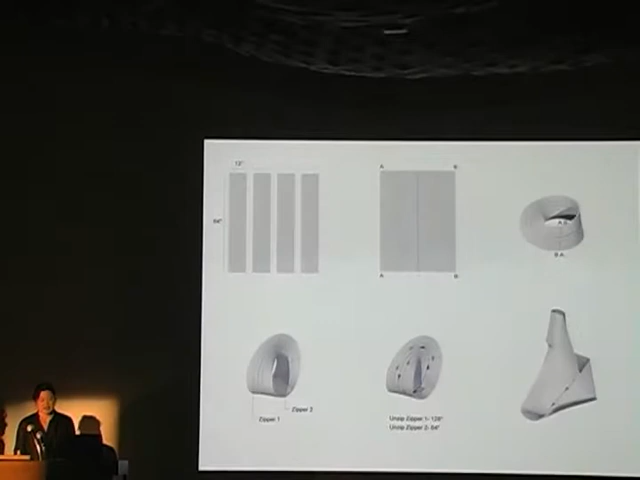 12"
A B
64"
A B
B A
Zipper 2
Zipper 1
Unzip Zipper 1- 128"
Unzip Zipper 2- 64"